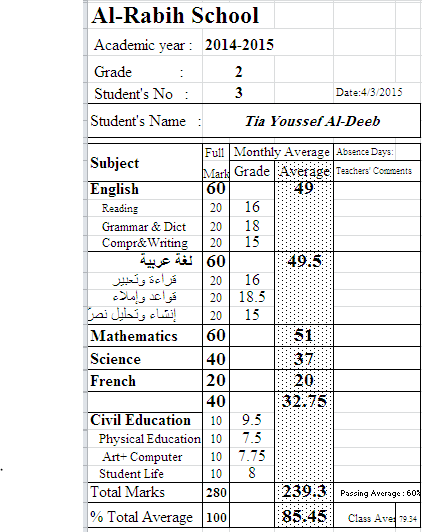 Al-Rabih School
Academic year : 2014-2015
Grade : 2
Student's No : 3 Date:4/3/2015
Student's Name : Tia Youssef Al-Deeb
Subject Full Mark Monthly Average Absence Days:
Grade Average Teachers' Comments
English 60 49
Reading 20 16
Grammar & Dict 20 18
Compr&Writing 20 15
لغة عربية 60 49.5
قراءة وتعبير 20 16
قواعد وإملاء 20 18.5
إنشاء وتحليل نصّ 20 15
Mathematics 60 51
Science 40 37
French 20 20
40 32.75
Civil Education 10 9.5
Physical Education 10 7.5
Art+ Computer 10 7.75
Student Life 10 8
Total Marks 280 239.3 Passing Average : 60%
% Total Average 100 85.45 Class Aver 79.54